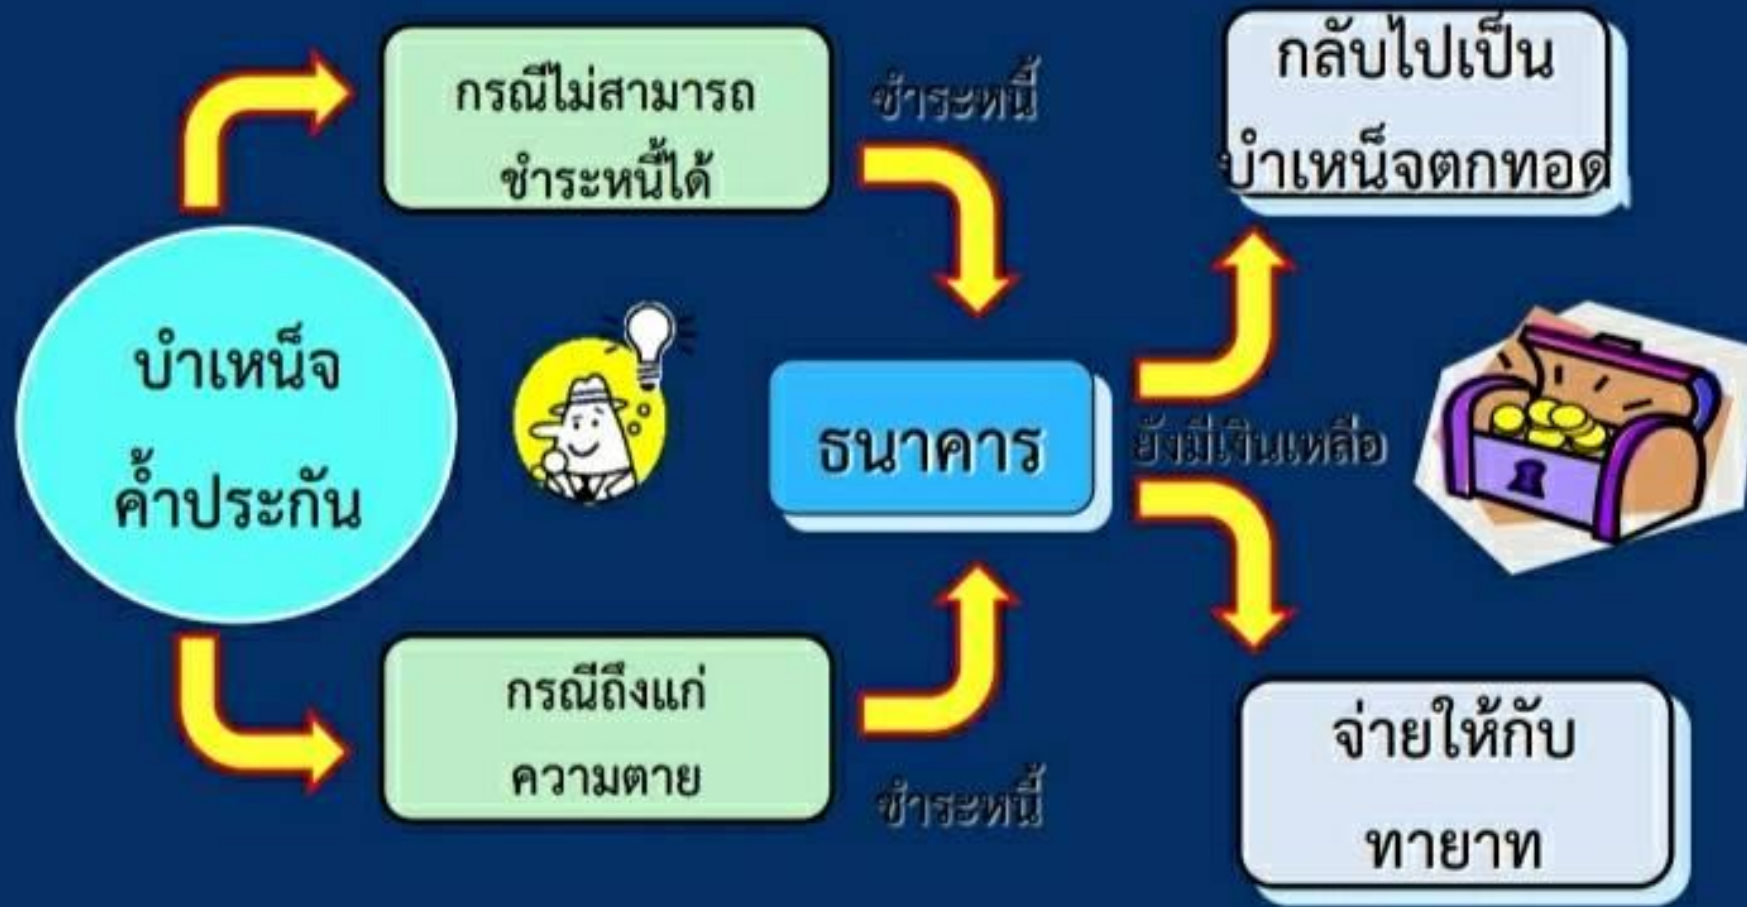 กรณีไม่สามารถ
ชำระหนี้ได้
ชำระหนี้
กลับไปเป็น
บำเหน็จตกทอด
บำเหน็จ
ค้ำประกัน
ธนาคาร
ยังมีเงินเหลือ
กรณีถึงแก่
ความตาย
ชำระหนี้
จ่ายให้กับ
ทายาท